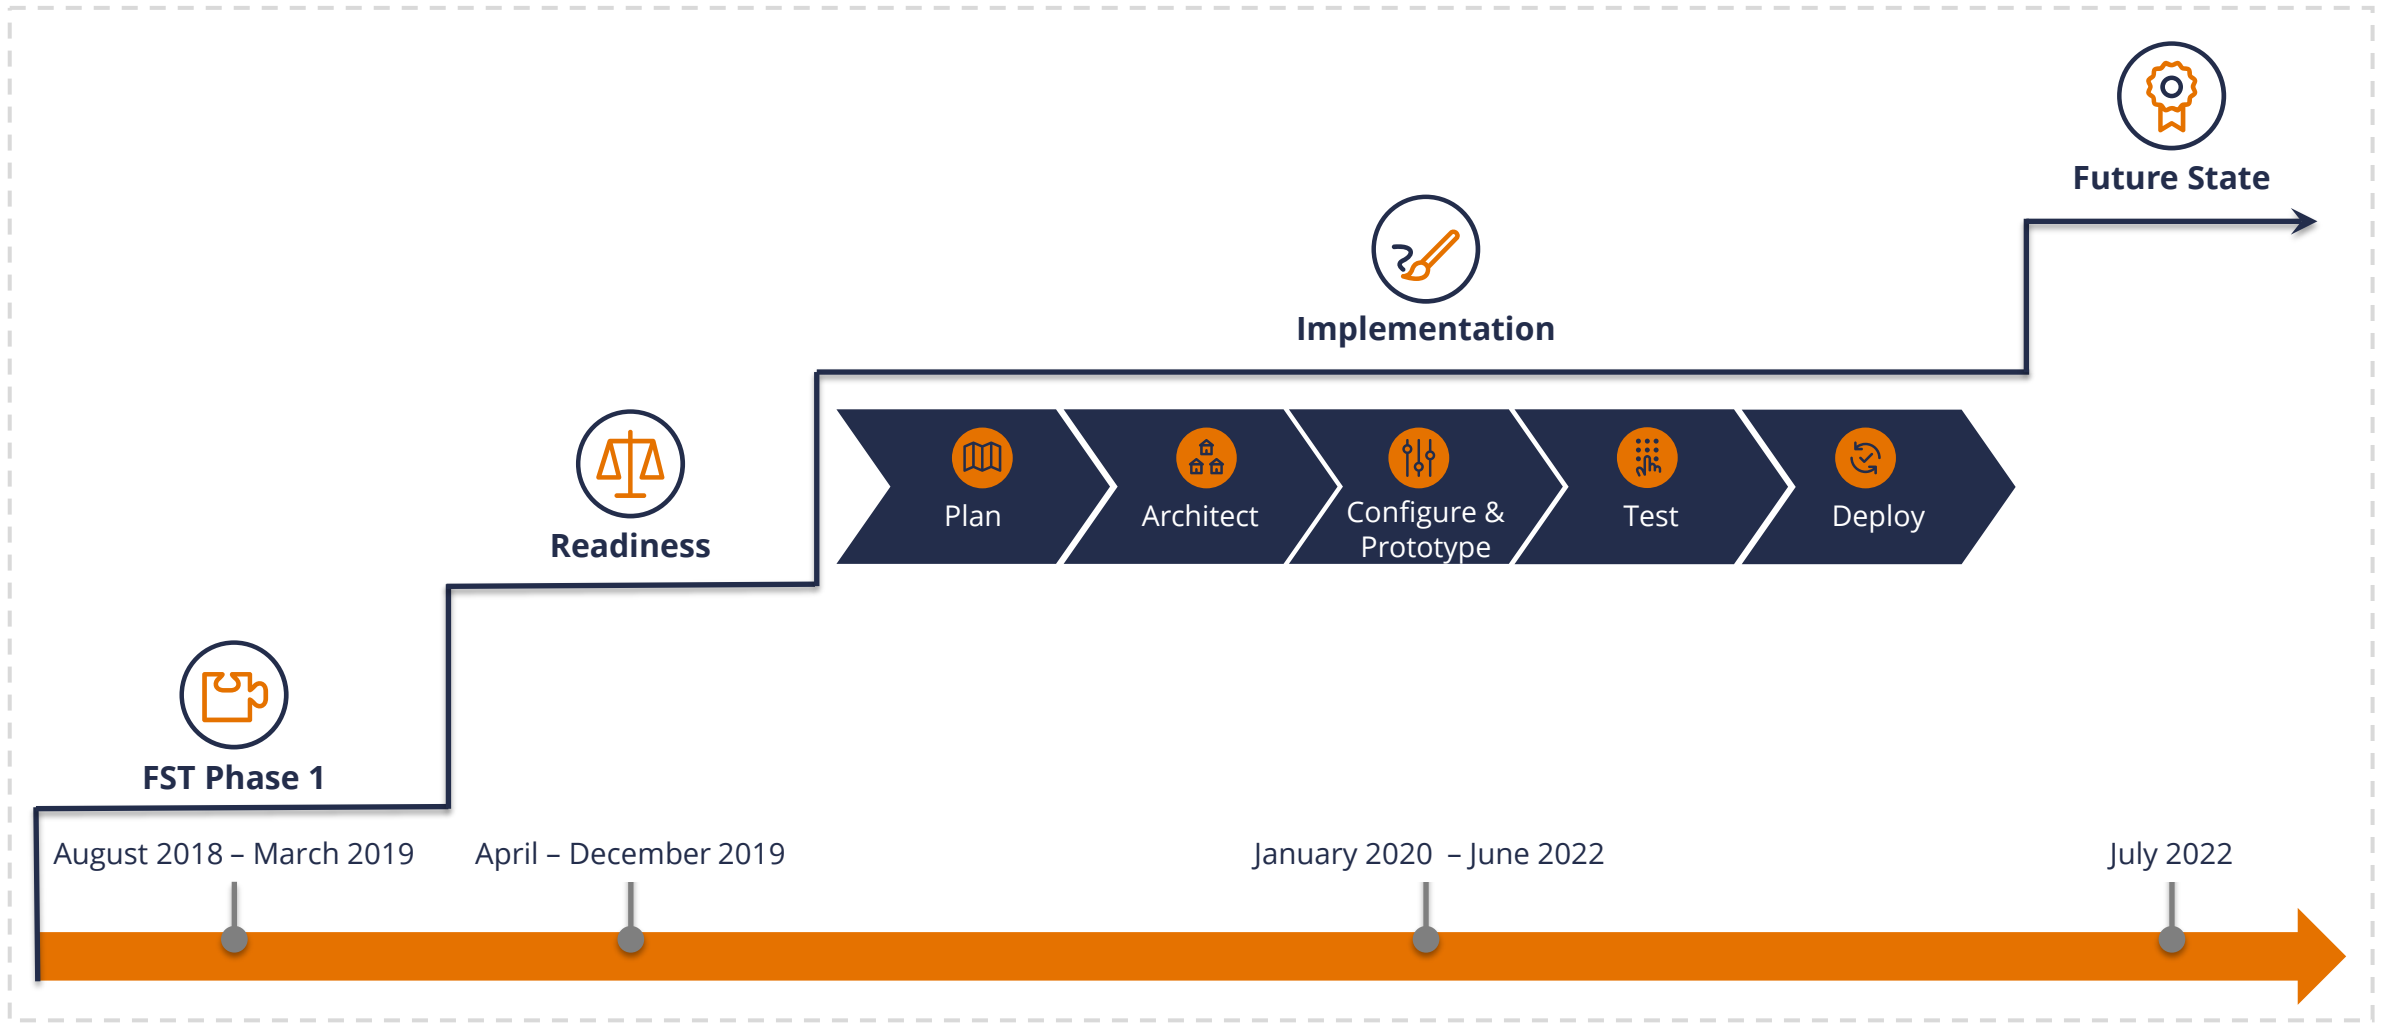 Future State
Implementation
Readiness
Plan
Architect
Configure &
Prototype
Test
Deploy
FST Phase 1
August 2018 – March 2019
April – December 2019
January 2020 – June 2022
July 2022